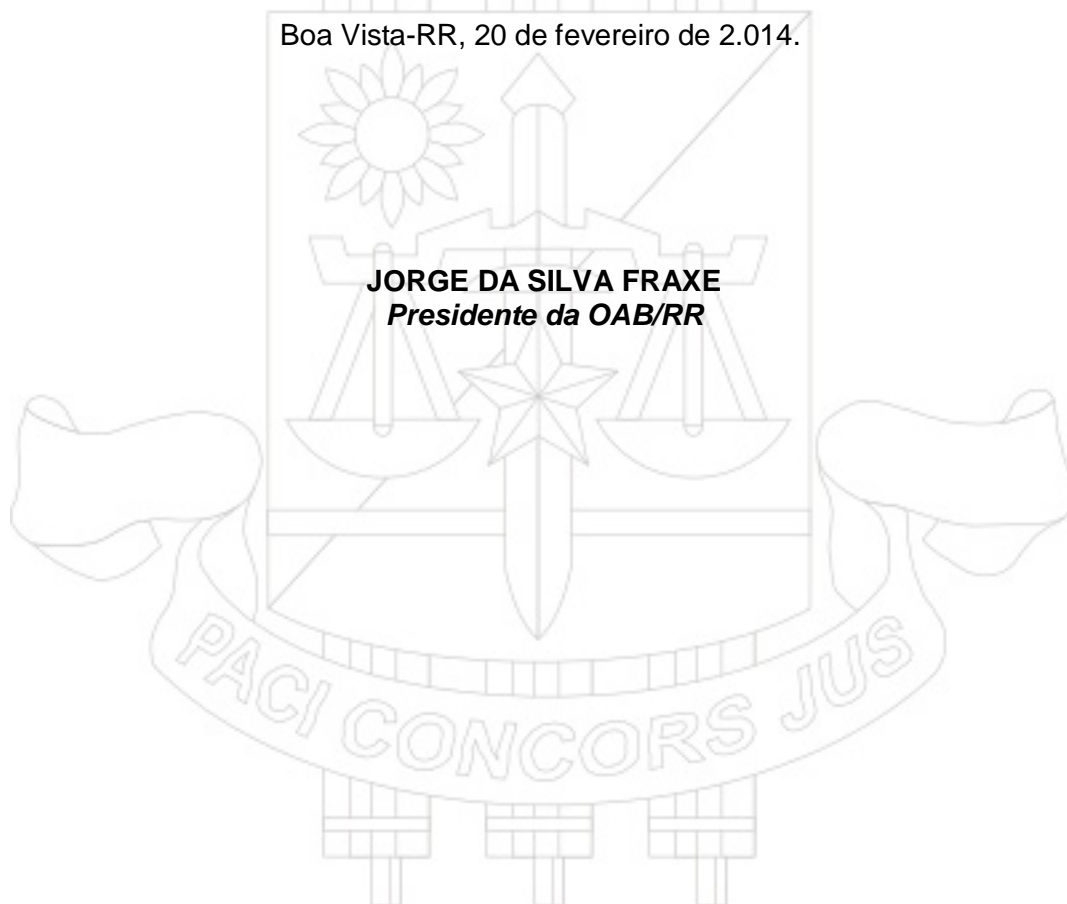 Boa Vista-RR, 20 de fevereiro de 2.014.
JORGE DA SILVA FRAXE
Presidente da OAB/RR
PACI CONCORS JUS